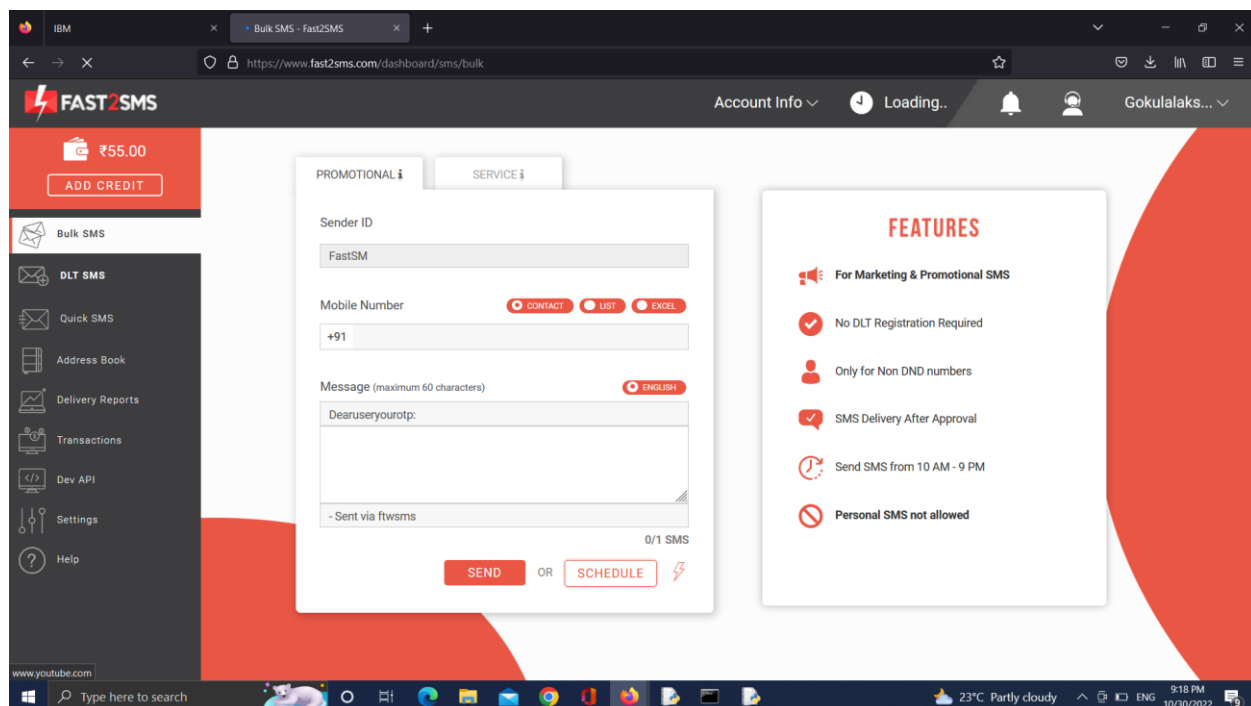 IBM
Bulk SMS - Fast2SMS
https://www.fast2sms.com/dashboard/sms/bulk
FAST2SMS
Account Info
Loading..
Gokulalaks...
₹55.00
ADD CREDIT
Bulk SMS
DLT SMS
Quick SMS
Address Book
Delivery Reports
Transactions
Dev API
Settings
Help
PROMOTIONAL i
SERVICE i
Sender ID
FastSM
Mobile Number
CONTACT LIST EXCEL
+91
Message (maximum 60 characters)
ENGLISH
Dearuseryourotp:
- Sent via ftwsms
0/1 SMS
SEND OR SCHEDULE
FEATURES
For Marketing & Promotional SMS
No DLT Registration Required
Only for Non DND numbers
SMS Delivery After Approval
Send SMS from 10 AM - 9 PM
Personal SMS not allowed
www.youtube.com
Type here to search
23°C Partly cloudy
ENG
9:18 PM
10/30/2022
9